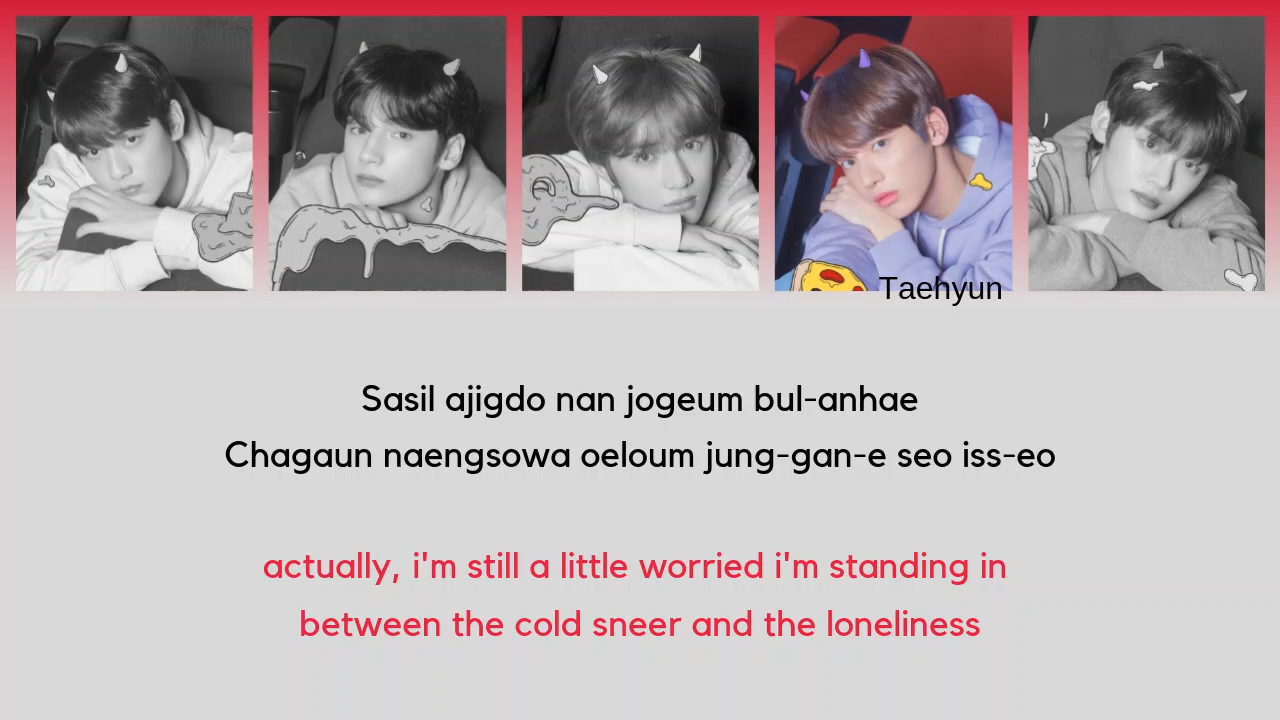 Taehyun
Sasil ajigdo nan jogeum bul-anhae
Chagaun naengsowa oeloum jung-gan-e seo iss-eo
actually, i'm still a little worried i'm standing in
between the cold sneer and the loneliness